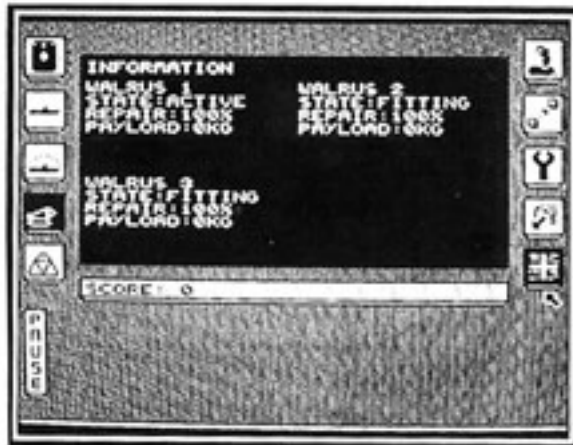 INFORMATION
WALRUS 1
STATE:ACTIVE
REPAIR:100%
PAYLOAD:0KG
WALRUS 2
STATE:FITTING
REPAIR:100%
PAYLOAD:0KG
WALRUS 3
STATE:FITTING
REPAIR:100%
PAYLOAD:0KG
SCORE: 0
PAUSE